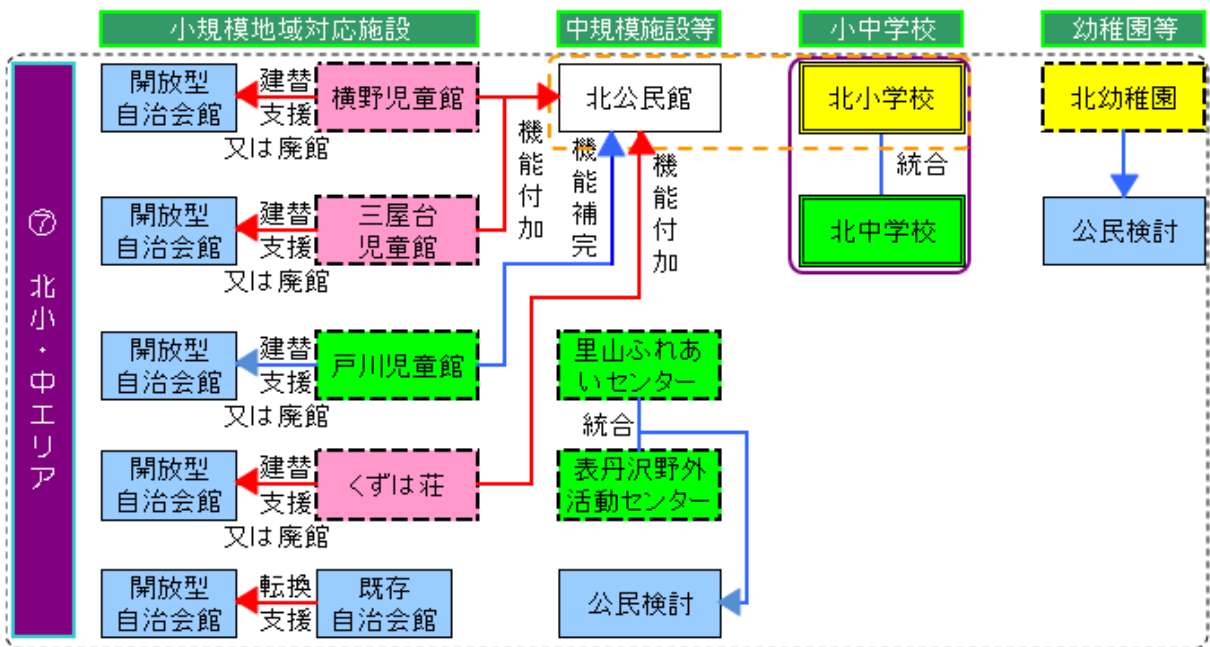 小規模地域対応施設
中規模施設等
小中学校
幼稚園等
⑦ 北小・中エリア
開放型
自治会館
建替
支援
又は廃館
横野児童館
機能付加
北公民館
北小学校
北幼稚園
統合
開放型
自治会館
建替
支援
又は廃館
三屋台
児童館
機能補完
機能付加
北中学校
公民検討
開放型
自治会館
建替
支援
又は廃館
戸川児童館
里山ふれあ
いセンター
統合
開放型
自治会館
建替
支援
又は廃館
くずは荘
表丹沢野外
活動センター
開放型
自治会館
転換
支援
既存
自治会館
公民検討